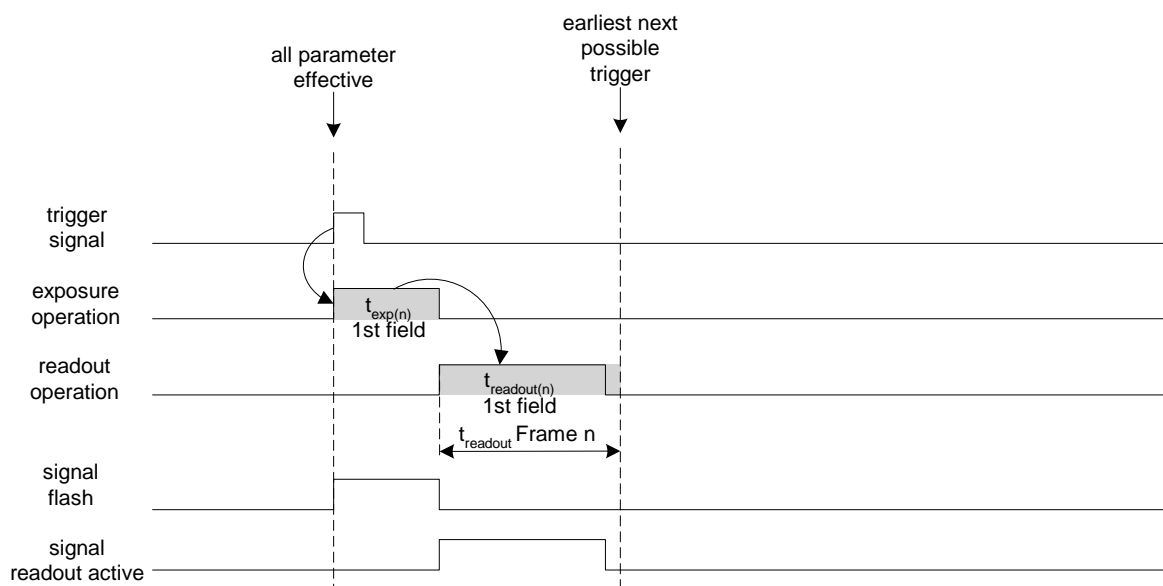 earliest next
possible
trigger
all parameter
effective
trigger
signal
exposure
operation
t exp(n)
1st field
readout
operation
t readout(n)
1st field
t readout Frame n
signal
flash
signal
readout active